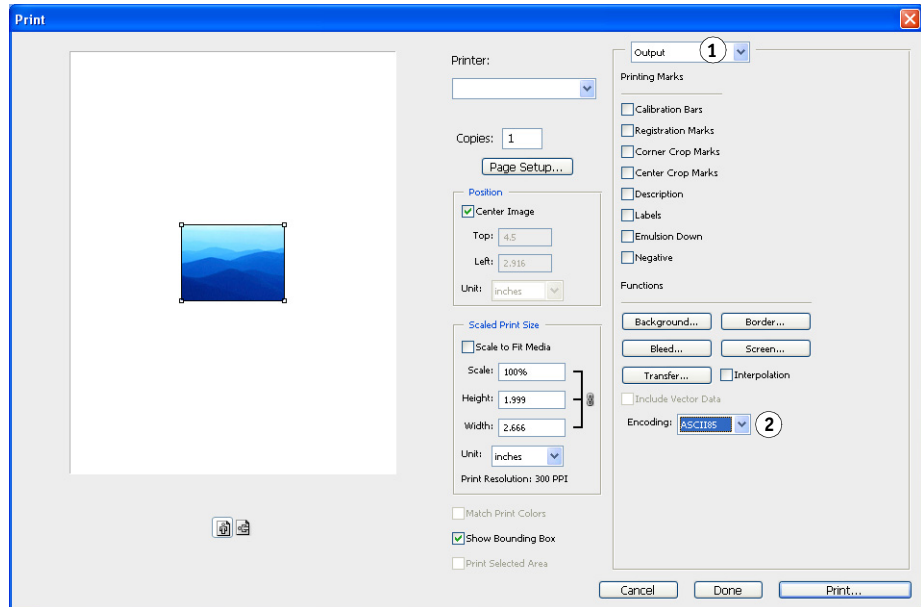 Print
Printer:
Copies: 1
Page Setup...
Position
Center Image
Top: 4.5
Left: 2.916
Unit: inches
Scaled Print Size
Scale to Fit Media
Scale: 100%
Height: 1.999
Width: 2.666
Unit: inches
Print Resolution: 300 PPI
Match Print Colors
Show Bounding Box
Print Selected Area
Output 1
Printing Marks
Calibration Bars
Registration Marks
Corner Crop Marks
Center Crop Marks
Description
Labels
Emulsion Down
Negative
Functions
Background... Border...
Bleed... Screen...
Transfer... Interpolation
Include Vector Data
Encoding: ASCII85 2
Cancel Done Print...